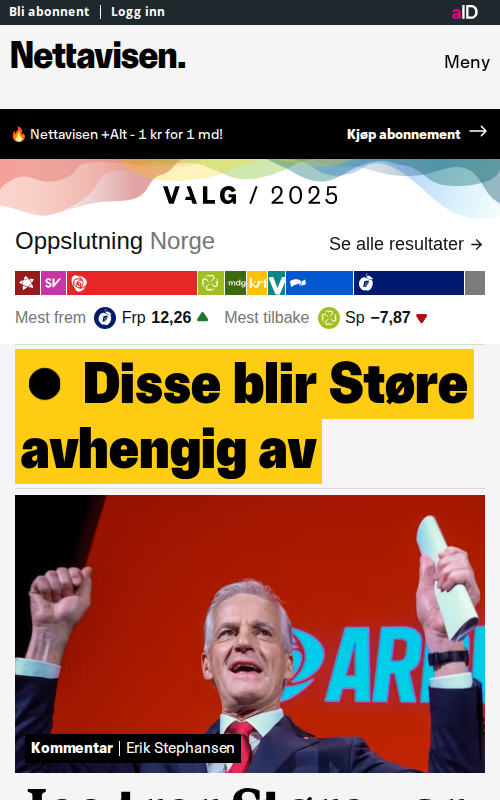 Bli abonnent | Logg inn
aID
Nettavisen.
Meny
🔥 Nettavisen +Alt - 1 kr for 1 md!
Kjøp abonnement →
VALG / 2025
Oppslutning Norge
Se alle resultater →
SV
mdg
krf
V
Mest frem Frp 12,26 ▲ Mest tilbake Sp −7,87 ▼
● Disse blir Støre
avhengig av
Kommentar | Erik Stephansen